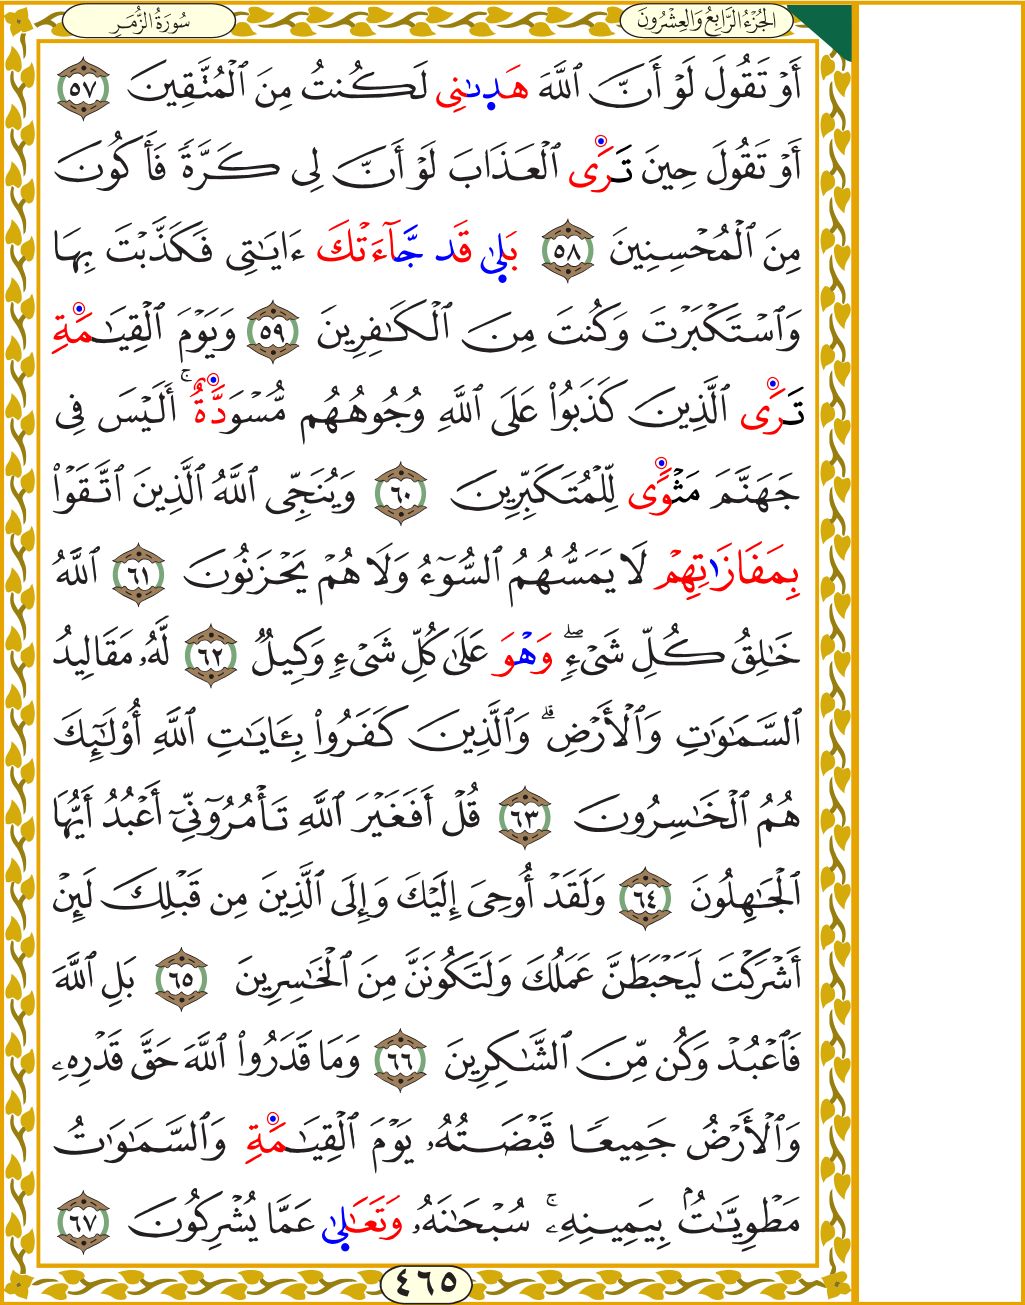 سُورَةُ الزُّمَرِ
الجُزْءُ الرَّابِعُ وَالعِشْرُونَ
أَوْ تَقُولَ لَوْ أَنَّ ٱللَّهَ هَدىٰنِي لَكُنتُ مِنَ ٱلْمُتَّقِينَ ٥٧
أَوْ تَقُولَ حِينَ تَرَى ٱلْعَذَابَ لَوْ أَنَّ لِي كَرَّةً فَأَكُونَ
مِنَ ٱلْمُحْسِنِينَ ٥٨ بَلىٰ قَد جَّآءَتْكَ ءَايَٰتِي فَكَذَّبْتَ بِهَا
وَٱسْتَكْبَرْتَ وَكُنتَ مِنَ ٱلْكَٰفِرِينَ ٥٩ وَيَوْمَ ٱلْقِيَٰمَةِ
تَرَى ٱلَّذِينَ كَذَبُواْ عَلَى ٱللَّهِ وُجُوهُهُم مُّسْوَدَّةٌ ۚ أَلَيْسَ فِي
جَهَنَّمَ مَثْوًى لِّلْمُتَكَبِّرِينَ ٦٠ وَيُنَجِّي ٱللَّهُ ٱلَّذِينَ ٱتَّقَوْاْ
بِمَفَازَاٰتِهِمْ لَا يَمَسُّهُمُ ٱلسُّوٓءُ وَلَا هُمْ يَحْزَنُونَ ٦١ ٱللَّهُ
خَٰلِقُ كُلِّ شَيْءٍ ۖ وَهْوَ عَلَىٰ كُلِّ شَيْءٍ وَكِيلٌ ٦٢ لَّهُۥ مَقَالِيدُ
ٱلسَّمَٰوَٰتِ وَٱلْأَرْضِ ۗ وَٱلَّذِينَ كَفَرُواْ بِـَٔايَٰتِ ٱللَّهِ أُوْلَٰٓئِكَ
هُمُ ٱلْخَٰسِرُونَ ٦٣ قُلْ أَفَغَيْرَ ٱللَّهِ تَأْمُرُوٓنِّيٓ أَعْبُدُ أَيُّهَا
ٱلْجَٰهِلُونَ ٦٤ وَلَقَدْ أُوحِيَ إِلَيْكَ وَإِلَى ٱلَّذِينَ مِن قَبْلِكَ لَئِنْ
أَشْرَكْتَ لَيَحْبَطَنَّ عَمَلُكَ وَلَتَكُونَنَّ مِنَ ٱلْخَٰسِرِينَ ٦٥ بَلِ ٱللَّهَ
فَٱعْبُدْ وَكُن مِّنَ ٱلشَّٰكِرِينَ ٦٦ وَمَا قَدَرُواْ ٱللَّهَ حَقَّ قَدْرِهِۦ
وَٱلْأَرْضُ جَمِيعًا قَبْضَتُهُۥ يَوْمَ ٱلْقِيَٰمَةِ وَٱلسَّمَٰوَٰتُ
مَطْوِيَّٰتُۢ بِيَمِينِهِۦ ۚ سُبْحَٰنَهُۥ وَتَعَٰلىٰ عَمَّا يُشْرِكُونَ ٦٧
٤٦٥